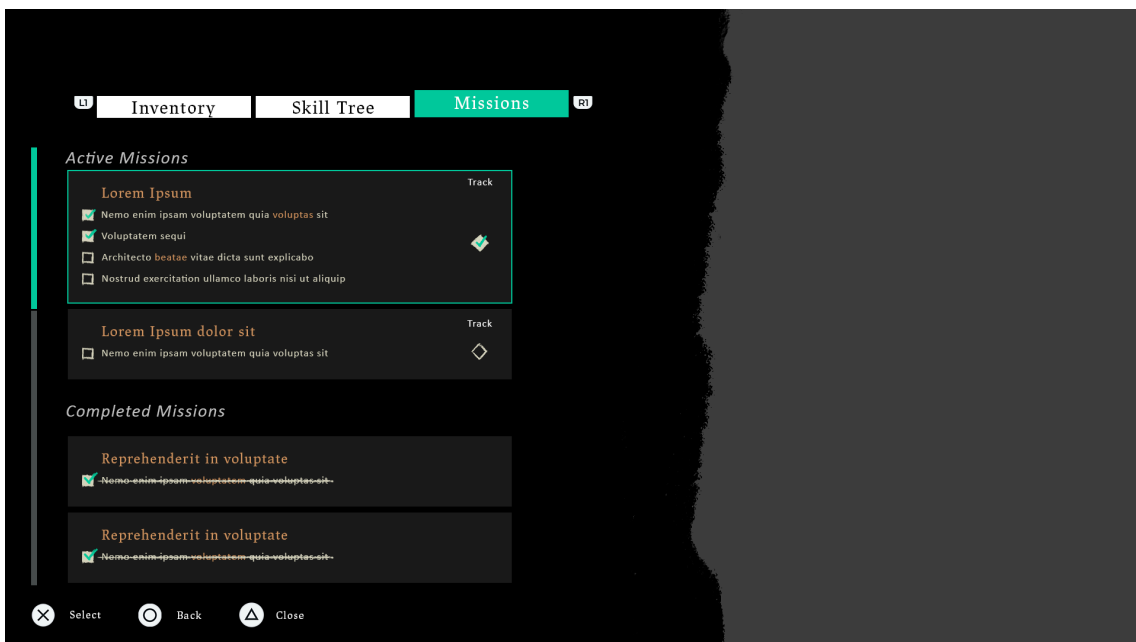 L1 Inventory Skill Tree Missions R1
Active Missions
Lorem Ipsum
Track
Nemo enim ipsam voluptatem quia voluptas sit
Voluptatem sequi
Architecto beatae vitae dicta sunt explicabo
Nostrud exercitation ullamco laboris nisi ut aliquip
Lorem Ipsum dolor sit
Track
Nemo enim ipsam voluptatem quia voluptas sit
Completed Missions
Reprehenderit in voluptate
Nemo enim ipsam voluptatem quia voluptas sit
Reprehenderit in voluptate
Nemo enim ipsam voluptatem quia voluptas sit
Select Back Close